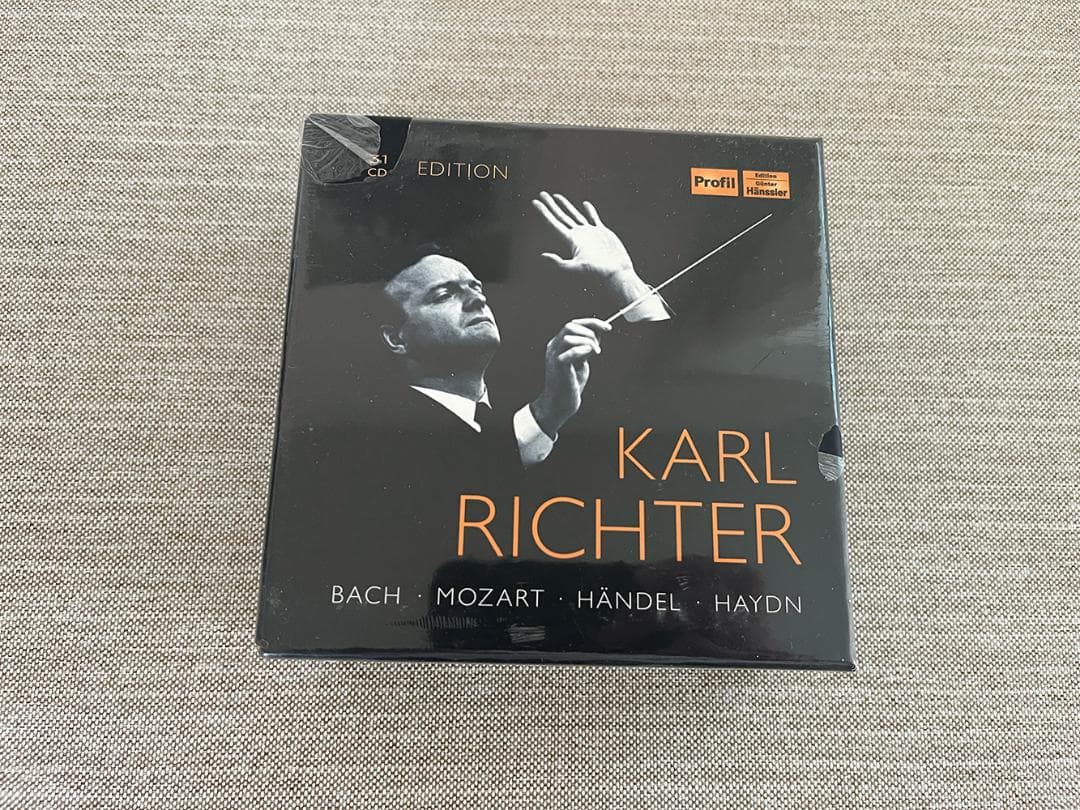 31
CD
EDITION
Profil
Edition
Günter
Hänssler
KARL
RICHTER
BACH · MOZART · HÄNDEL · HAYDN